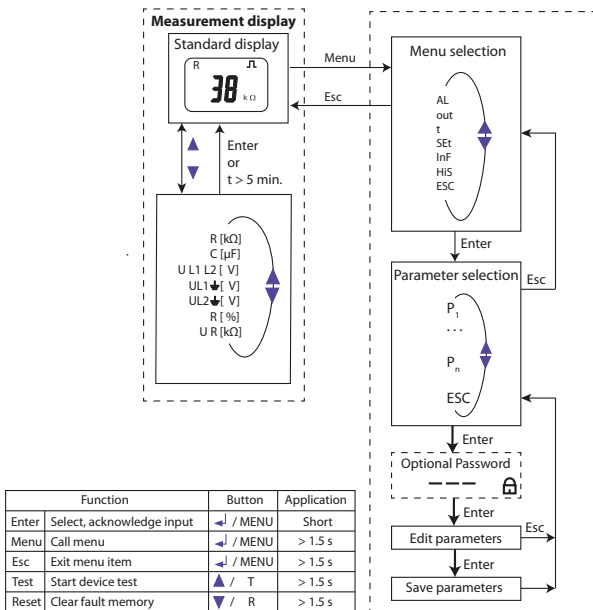 Measurement display
Standard display
R
38 kΩ
Menu
Esc
Enter
or
t > 5 min.
R [kΩ]
C [µF]
U L1 L2 [ V]
UL1⏚[ V]
UL2⏚[ V]
R [ %]
U R [kΩ]
Menu selection
AL
out
t
SEt
InF
HiS
ESC
Enter
Parameter selection
Esc
P1
...
Pn
ESC
Enter
Optional Password
Enter
Edit parameters
Esc
Enter
Save parameters
Function Button Application
Enter Select, acknowledge input ↵ / MENU Short
Menu Call menu ↵ / MENU > 1.5 s
Esc Exit menu item ↵ / MENU > 1.5 s
Test Start device test ▲ / T > 1.5 s
Reset Clear fault memory ▼ / R > 1.5 s